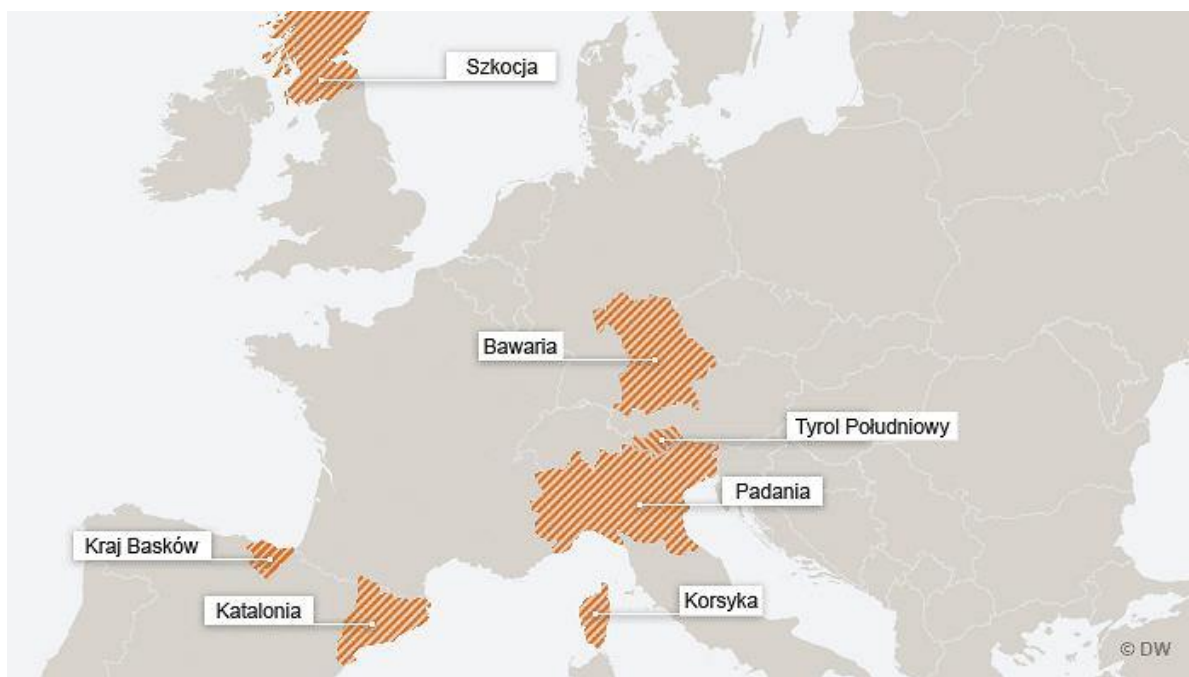 Szkocja
Bawaria
Tyrol Południowy
Padania
Kraj Basków
Katalonia
Korsyka
© DW